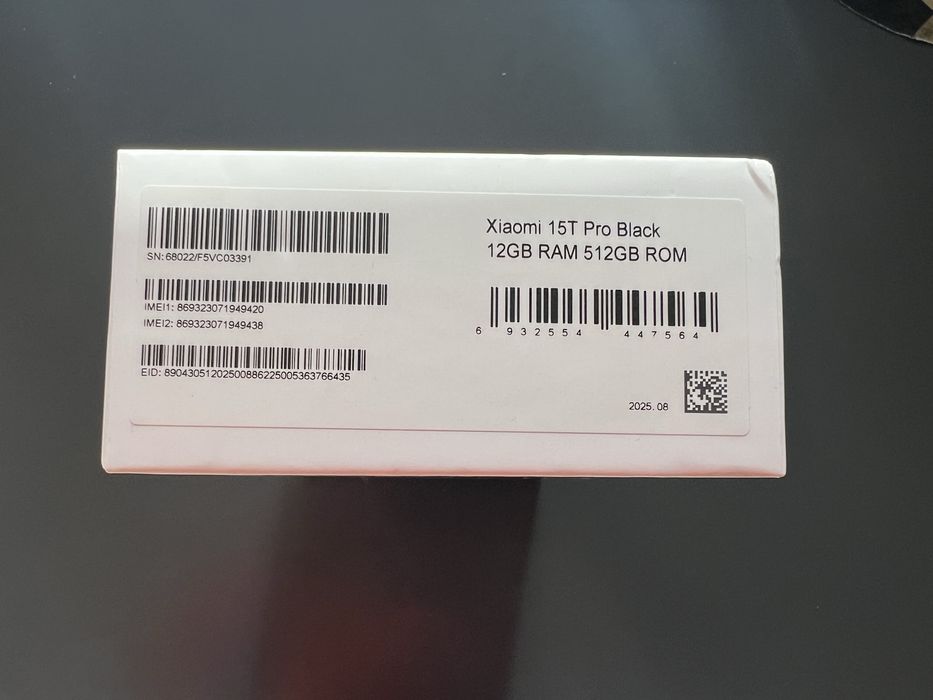 SN: 68022/F5VC03391
IMEI1: 869323071949420
IMEI2: 869323071949438
EID: 89043051202500886225005363766435
Xiaomi 15T Pro Black
12GB RAM 512GB ROM
6 932554 447564
2025.08